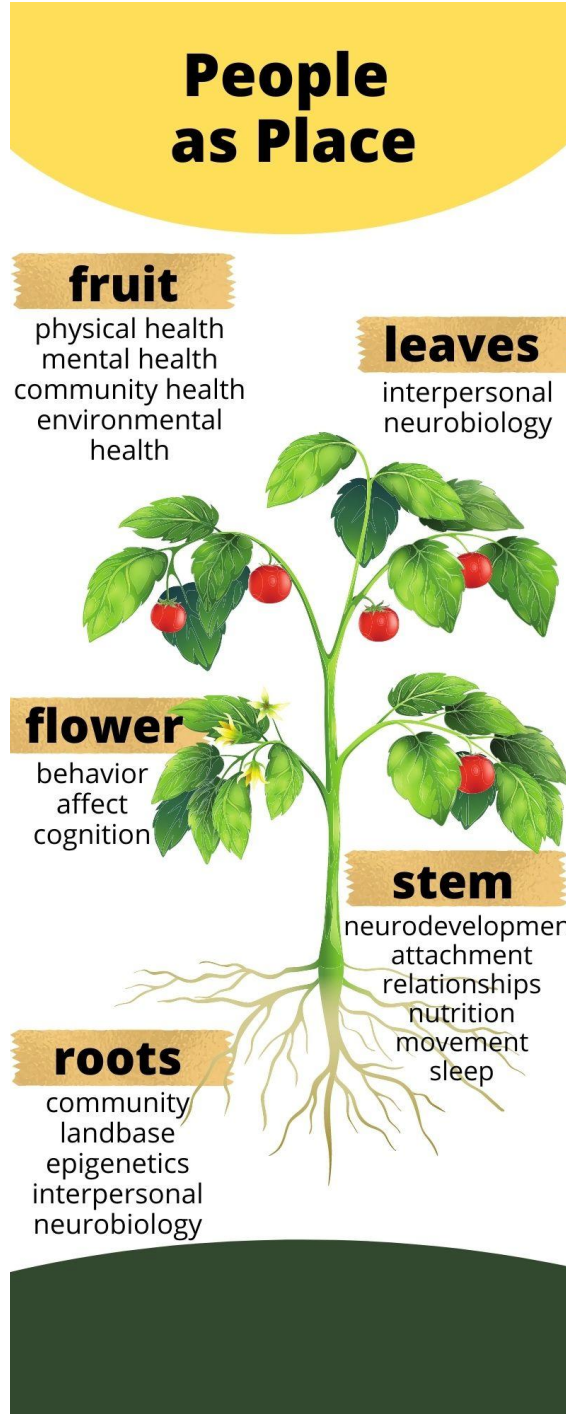 People
as Place
fruit
physical health
mental health
community health
environmental
health
leaves
interpersonal
neurobiology
flower
behavior
affect
cognition
stem
neurodevelopmen
attachment
relationships
nutrition
movement
sleep
roots
community
landbase
epigenetics
interpersonal
neurobiology